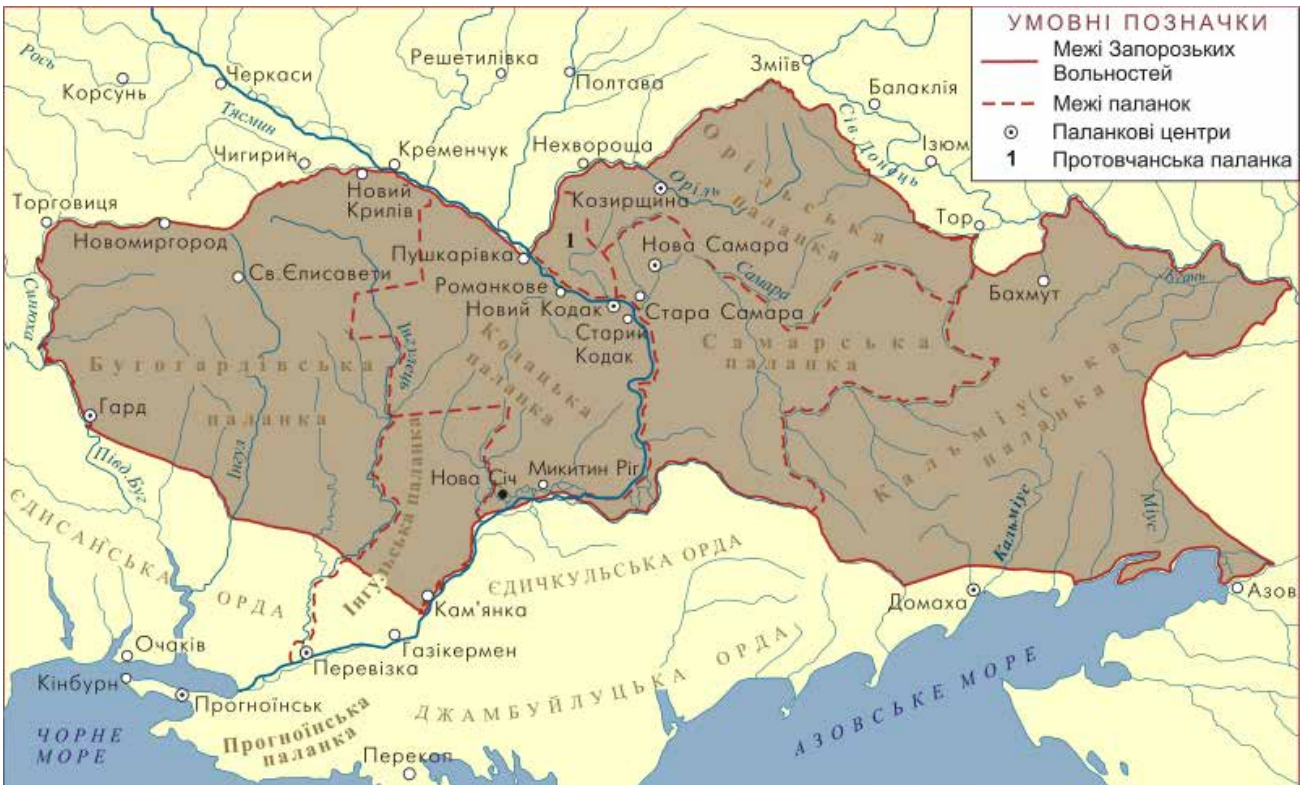 УМОВНІ ПОЗНАЧКИ
Межі Запорозьких
Вольностей
Межі паланок
Паланкові центри
1 Протовчанська паланка
Рось
Корсунь
Черкаси
Решетилівка
Полтава
Зміїв
Балаклія
Тясмин
Чигирин
Кременчук
Нехвороща
Сів. Донець
Ізюм
Торговиця
Новомиргород
Новий
Крилів
Козирщина
Оріль
Орільська
паланка
Тор
Пушкарівка
1
Нова Самара
Св.Єлисавети
Романкове
Самара
Бахмут
Синюха
Новий Кодак
Стара Самара
Старий
Кодак
Інгулець
Бугогардівська
паланка
Кодацька
паланка
Самарська
паланка
Кальміуська
паланка
Гард
Півд.Буг
Інгул
Інгульська паланка
Нова Січ
Микитин Ріг
Кальміус
Міус
ЄДИСАНСЬКА
ОРДА
ЄДИЧКУЛЬСЬКА ОРДА
Кам'янка
Домаха
Азов
Очаків
Газікермен
Перевізка
Кінбурн
Прогноїнськ
ДЖАМБУЙЛУЦЬКА ОРДА
Прогноїнська
паланка
ЧОРНЕ
МОРЕ
Перекоп
АЗОВСЬКЕ МОРЕ